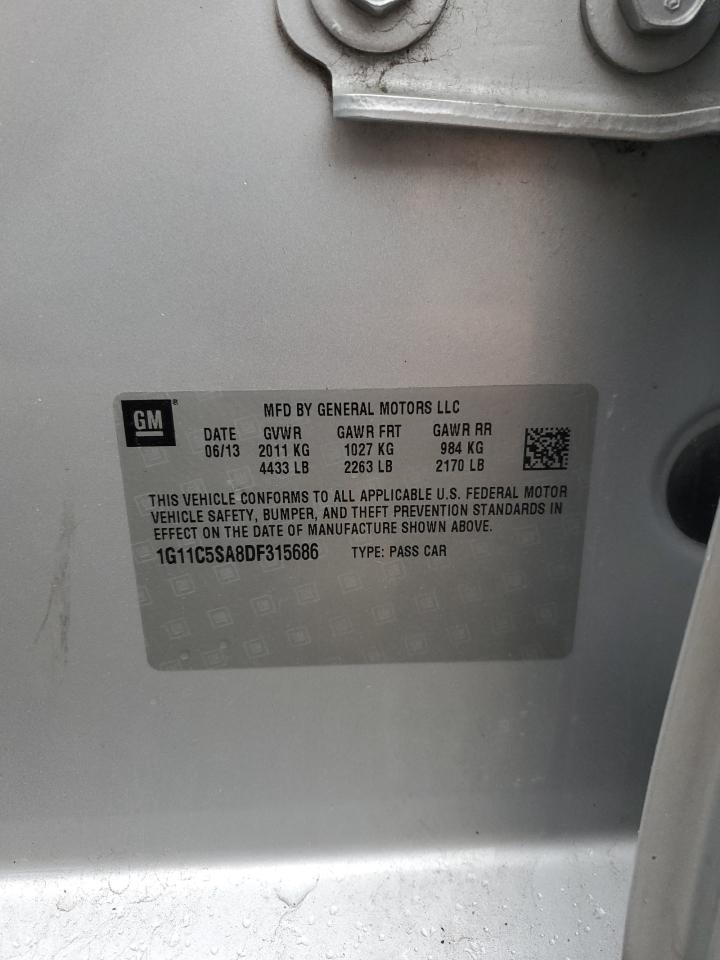 GM ®
MFD BY GENERAL MOTORS LLC
DATE GVWR GAWR FRT GAWR RR
06/13 2011 KG 1027 KG 984 KG
4433 LB 2263 LB 2170 LB
THIS VEHICLE CONFORMS TO ALL APPLICABLE U.S. FEDERAL MOTOR
VEHICLE SAFETY, BUMPER, AND THEFT PREVENTION STANDARDS IN
EFFECT ON THE DATE OF MANUFACTURE SHOWN ABOVE.
1G11C5SA8DF315686 TYPE: PASS CAR